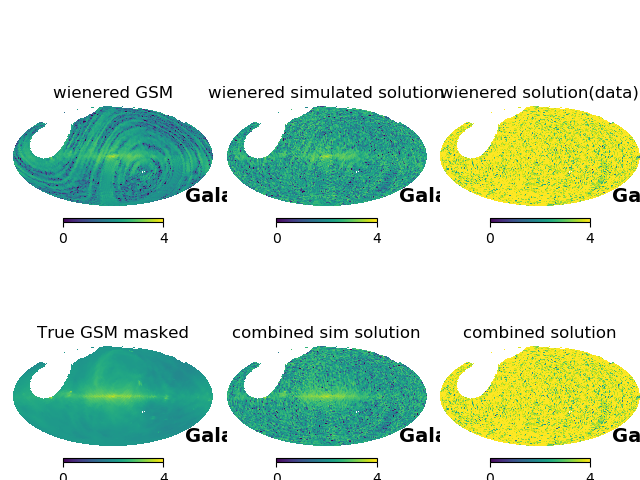 wienered GSM
wienered simulated solution
wienered solution(data)
Gala
Gala
Ga
0 4
0 4
0 4
True GSM masked
combined sim solution
combined solution
Gala
Gala
Ga
0 4
0 4
0 4